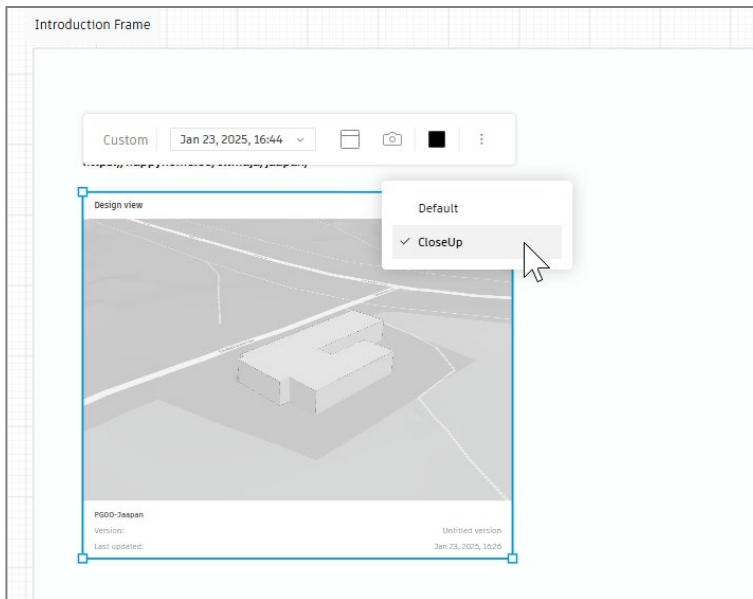 Introduction Frame
Custom
Jan 23, 2025, 16:44
Design view
Default
CloseUp
PG00-Jaapan
Version: Untitled version
Last updated: Jan 23, 2025, 16:26